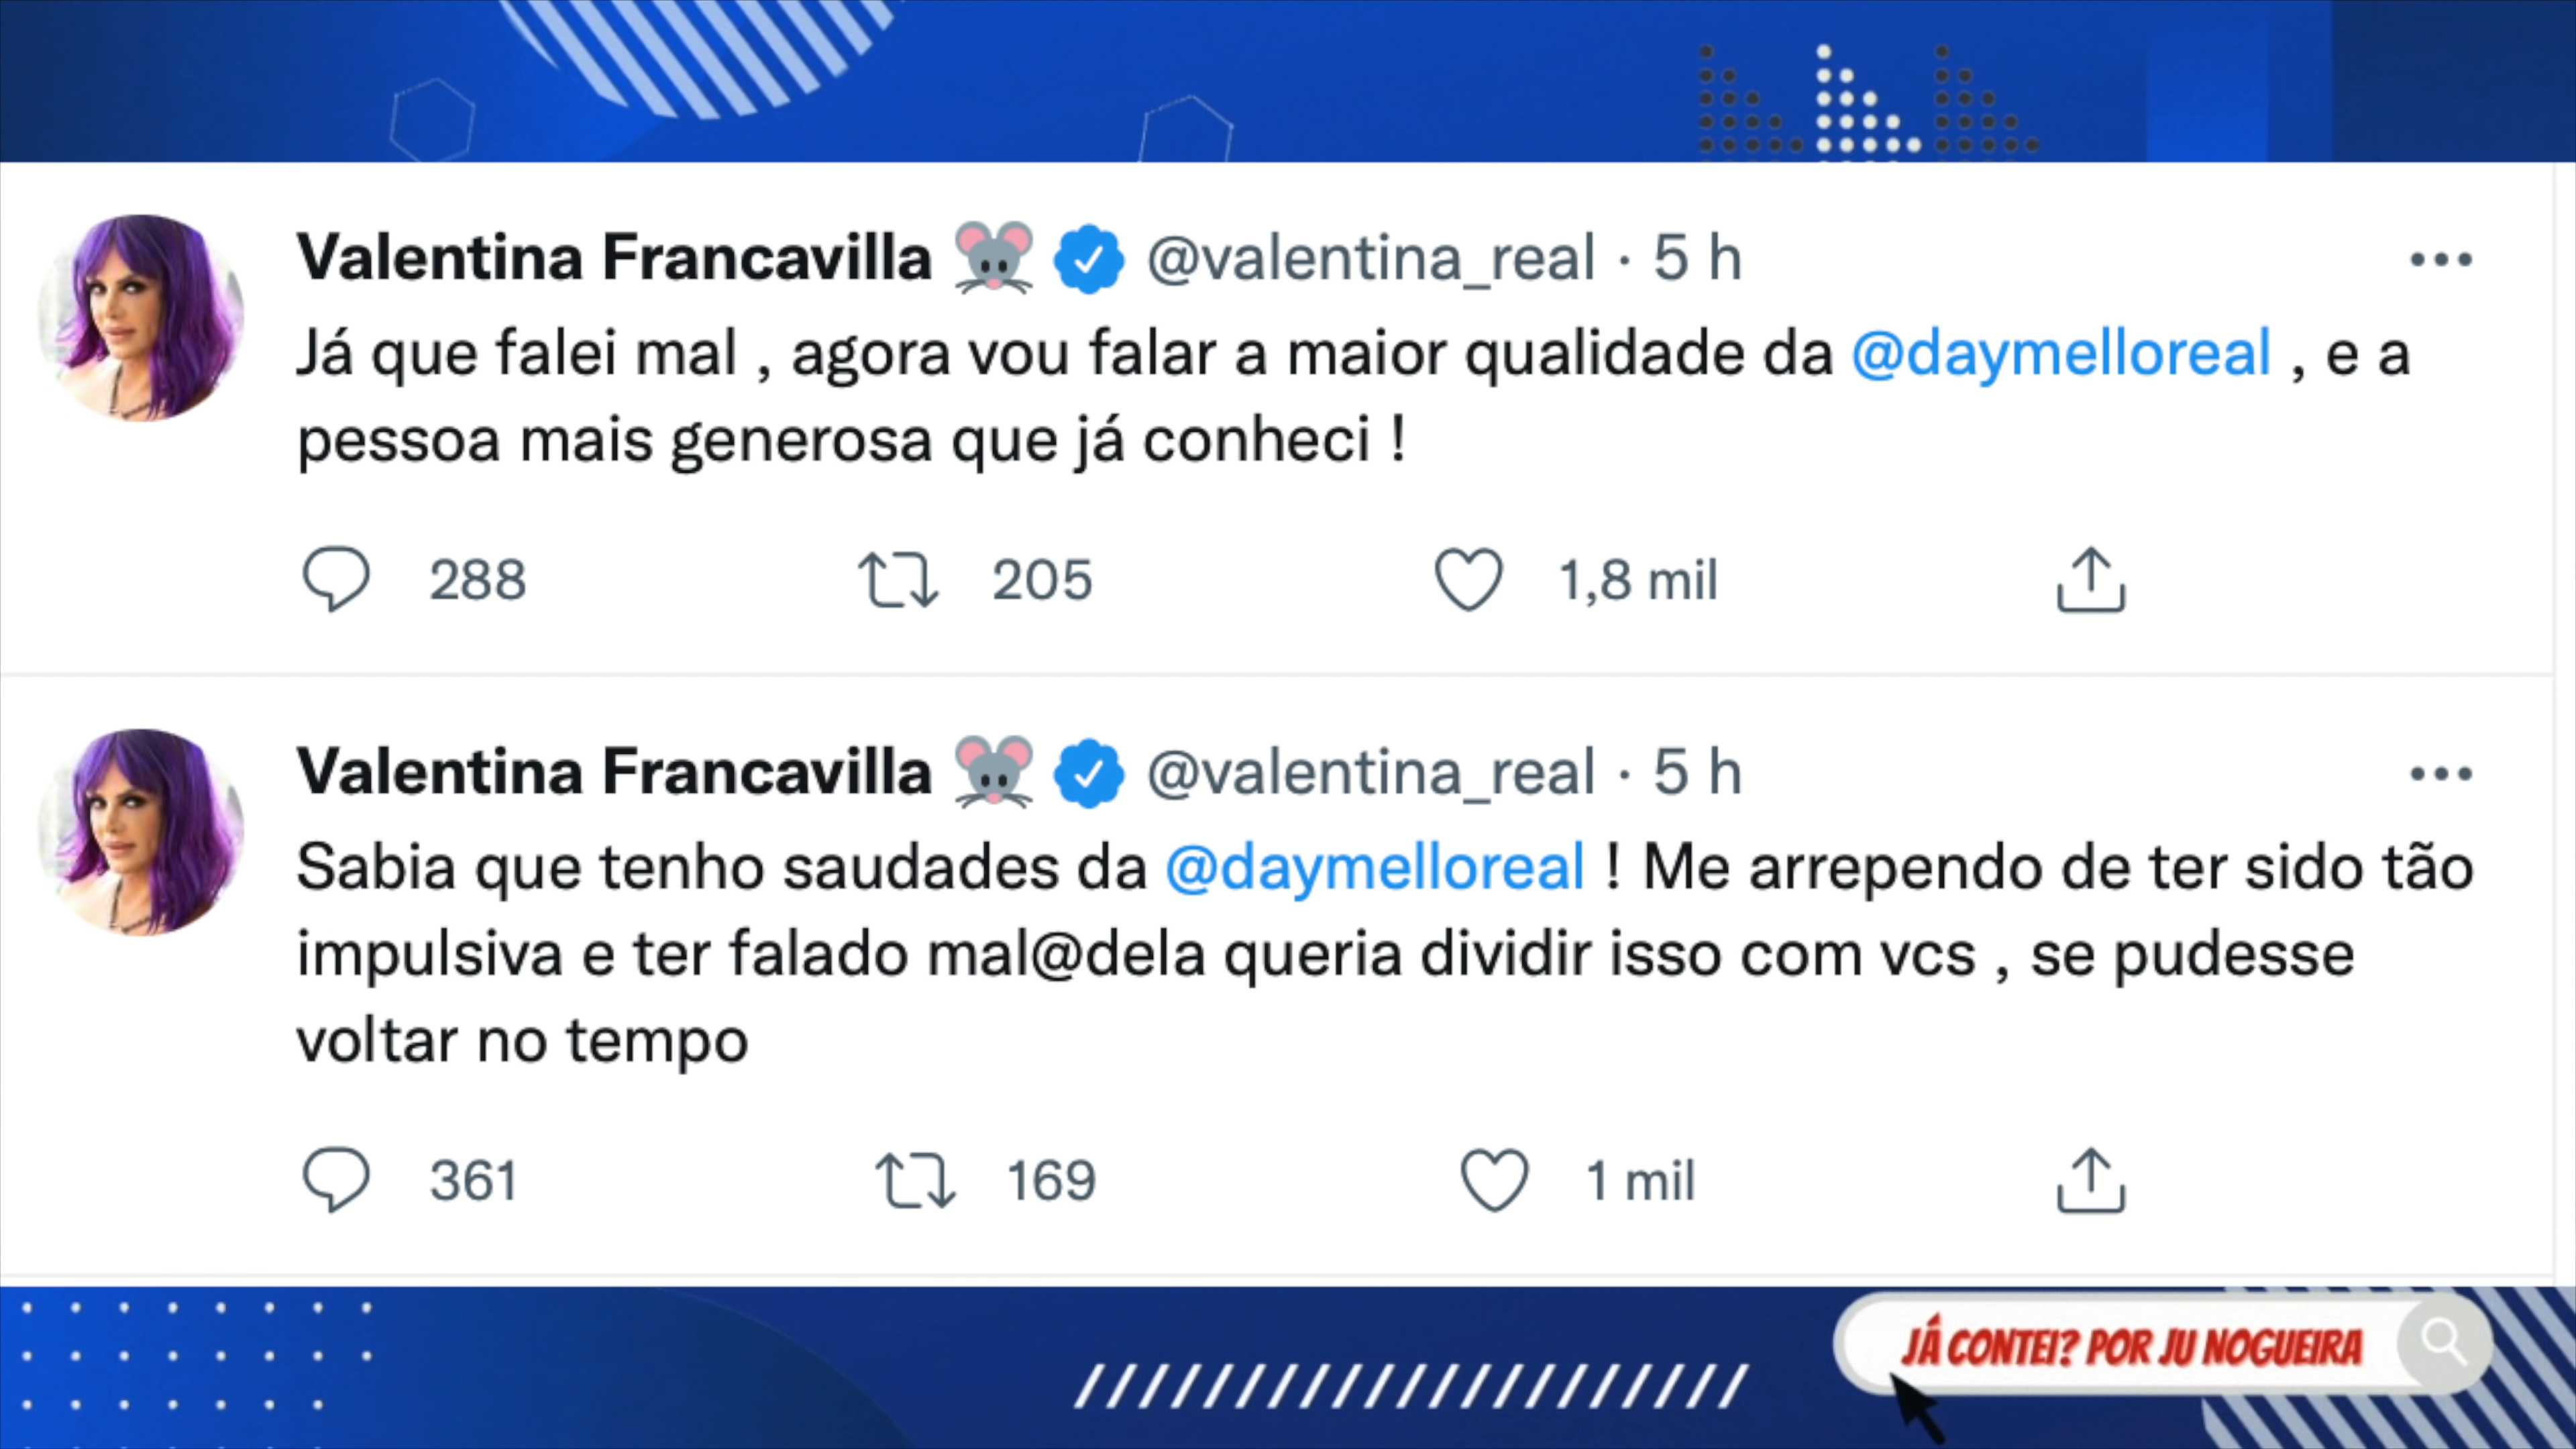 Valentina Francavilla 🐭 @valentina_real · 5 h
Já que falei mal , agora vou falar a maior qualidade da @daymelloreal , e a
pessoa mais generosa que já conheci !
288 205 1,8 mil
Valentina Francavilla 🐭 @valentina_real · 5 h
Sabia que tenho saudades da @daymelloreal ! Me arrependo de ter sido tão
impulsiva e ter falado mal@dela queria dividir isso com vcs , se pudesse
voltar no tempo
361 169 1 mil
JÁ CONTEI? POR JU NOGUEIRA